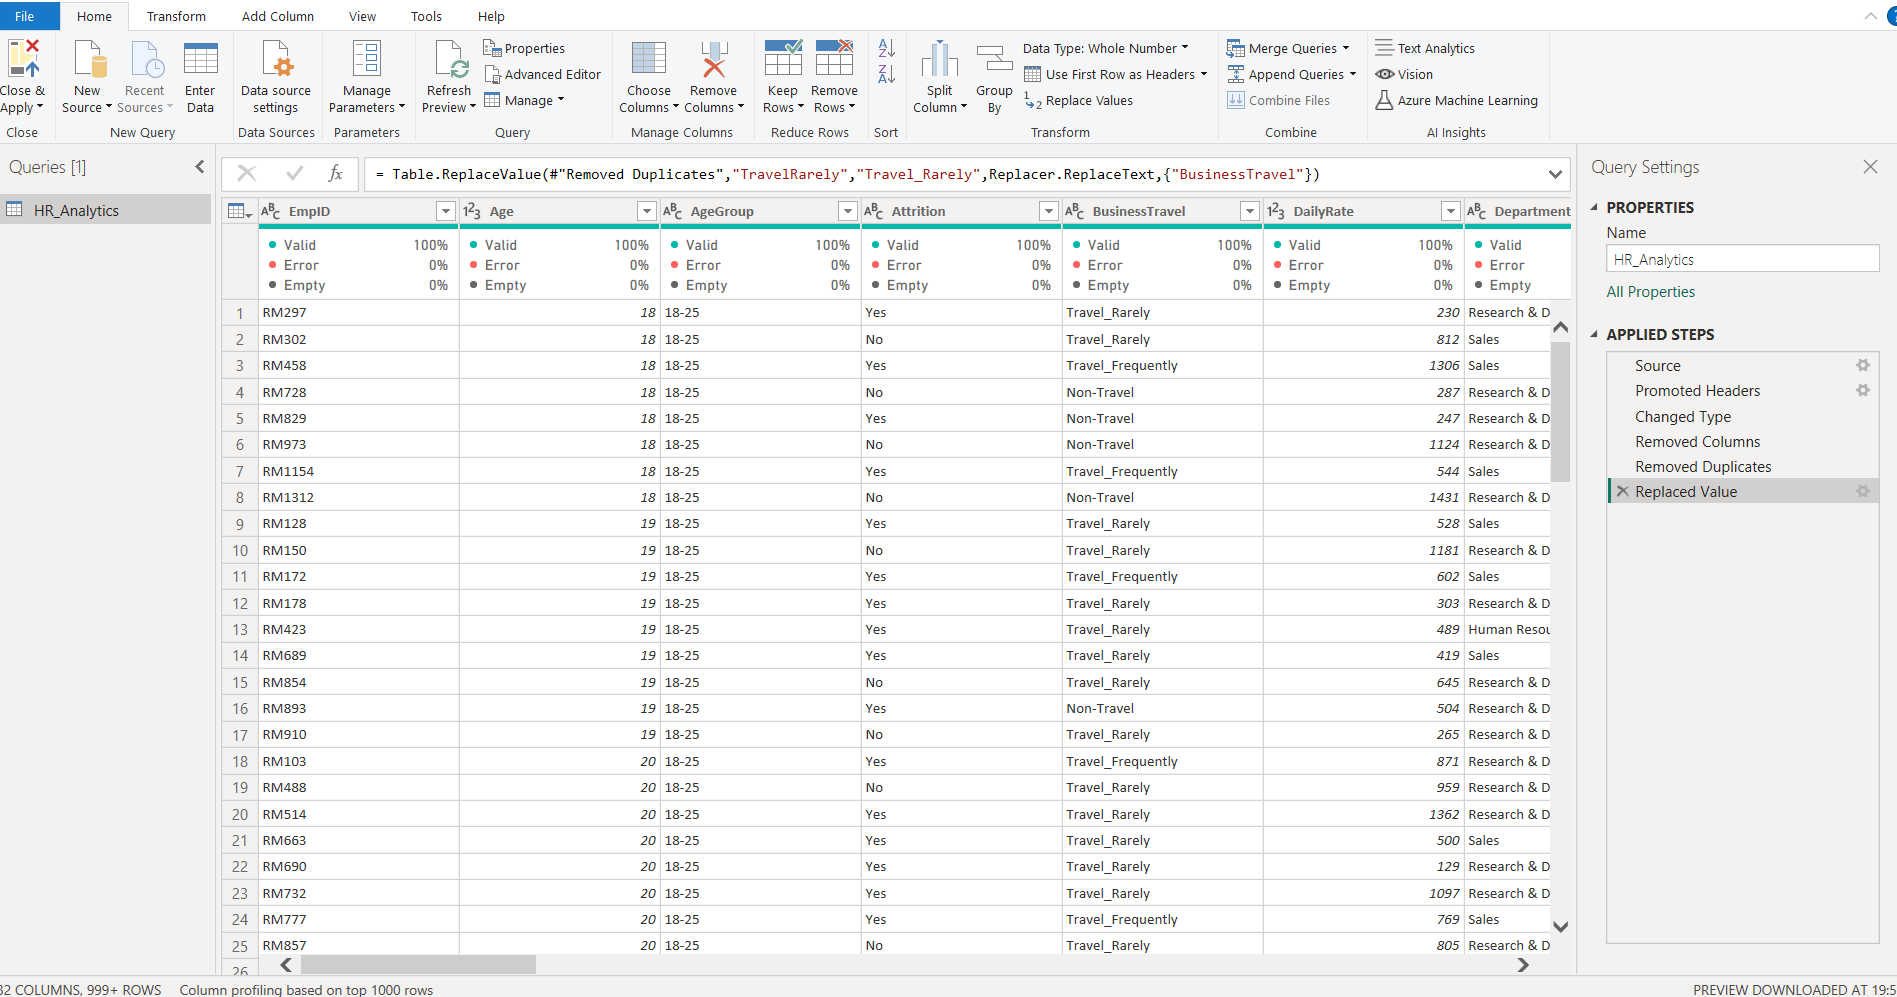 File Home Transform Add Column View Tools Help
Close & Apply New Source Recent Sources Enter Data Data source settings Manage Parameters Refresh Preview Properties Advanced Editor Manage Choose Columns Remove Columns Keep Rows Remove Rows Split Column Group By Data Type: Whole Number Use First Row as Headers Replace Values Merge Queries Append Queries Combine Files Text Analytics Vision Azure Machine Learning
Close New Query Data Sources Parameters Query Manage Columns Reduce Rows Sort Transform Combine AI Insights
Queries [1]
HR_Analytics
fx = Table.ReplaceValue(#"Removed Duplicates","TravelRarely","Travel_Rarely",Replacer.ReplaceText,{"BusinessTravel"})
ABC EmpID 123 Age ABC AgeGroup ABC Attrition ABC BusinessTravel 123 DailyRate ABC Department
Valid 100% Valid 100% Valid 100% Valid 100% Valid 100% Valid 100% Valid
Error 0% Error 0% Error 0% Error 0% Error 0% Error 0% Error
Empty 0% Empty 0% Empty 0% Empty 0% Empty 0% Empty 0% Empty
1 RM297 18 18-25 Yes Travel_Rarely 230 Research & D
2 RM302 18 18-25 No Travel_Rarely 812 Sales
3 RM458 18 18-25 Yes Travel_Frequently 1306 Sales
4 RM728 18 18-25 No Non-Travel 287 Research & D
5 RM829 18 18-25 Yes Non-Travel 247 Research & D
6 RM973 18 18-25 No Non-Travel 1124 Research & D
7 RM1154 18 18-25 Yes Travel_Frequently 544 Sales
8 RM1312 18 18-25 No Non-Travel 1431 Research & D
9 RM128 19 18-25 Yes Travel_Rarely 528 Sales
10 RM150 19 18-25 No Travel_Rarely 1181 Research & D
11 RM172 19 18-25 Yes Travel_Frequently 602 Sales
12 RM178 19 18-25 Yes Travel_Rarely 303 Research & D
13 RM423 19 18-25 Yes Travel_Rarely 489 Human Resou
14 RM689 19 18-25 Yes Travel_Rarely 419 Sales
15 RM854 19 18-25 No Travel_Rarely 645 Research & D
16 RM893 19 18-25 Yes Non-Travel 504 Research & D
17 RM910 19 18-25 No Travel_Rarely 265 Research & D
18 RM103 20 18-25 Yes Travel_Frequently 871 Research & D
19 RM488 20 18-25 No Travel_Rarely 959 Research & D
20 RM514 20 18-25 Yes Travel_Rarely 1362 Research & D
21 RM663 20 18-25 Yes Travel_Rarely 500 Sales
22 RM690 20 18-25 Yes Travel_Rarely 129 Research & D
23 RM732 20 18-25 Yes Travel_Rarely 1097 Research & D
24 RM777 20 18-25 Yes Travel_Frequently 769 Sales
25 RM857 20 18-25 No Travel_Rarely 805 Research & D
26
Query Settings
PROPERTIES
Name
HR_Analytics
All Properties
APPLIED STEPS
Source
Promoted Headers
Changed Type
Removed Columns
Removed Duplicates
Replaced Value
32 COLUMNS, 999+ ROWS Column profiling based on top 1000 rows PREVIEW DOWNLOADED AT 19:5